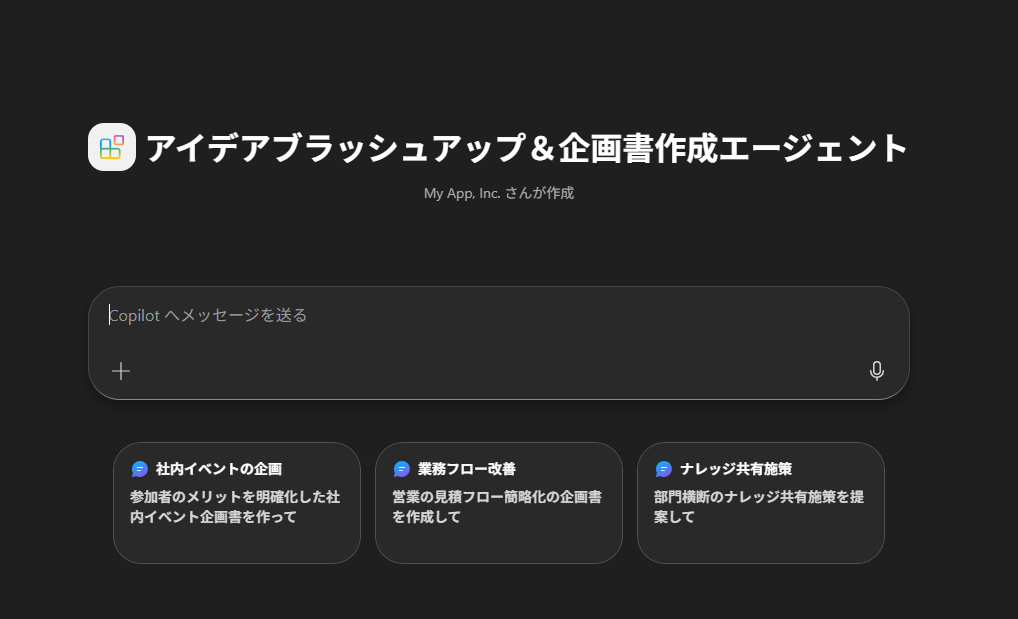 アイデアブラッシュアップ＆企画書作成エージェント
My App, Inc. さんが作成
Copilot へメッセージを送る
社内イベントの企画
参加者のメリットを明確化した社
内イベント企画書を作って
業務フロー改善
営業の見積フロー簡略化の企画書
を作成して
ナレッジ共有施策
部門横断のナレッジ共有施策を提
案して